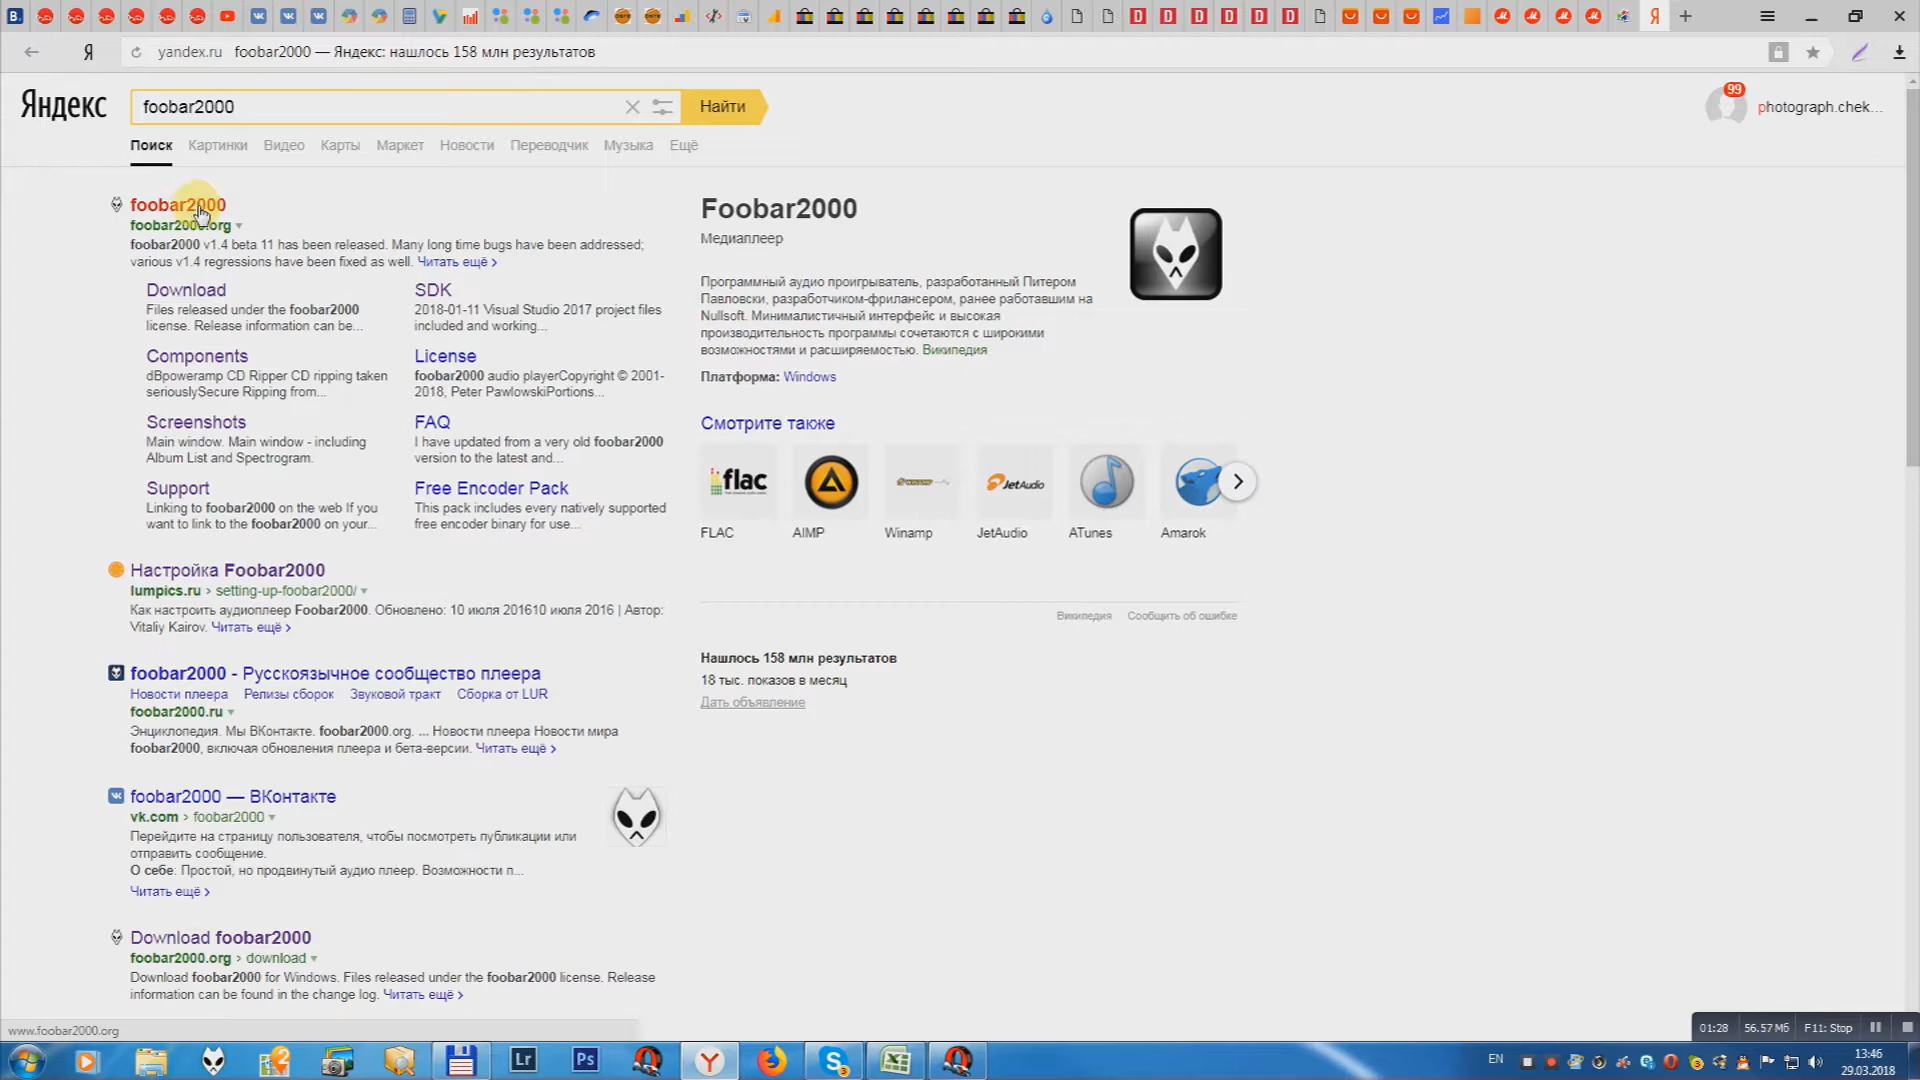 yandex.ru foobar2000 — Яндекс: нашлось 158 млн результатов
Яндекс
foobar2000
Найти
99
photograph.chek...
Поиск Картинки Видео Карты Маркет Новости Переводчик Музыка Ещё
foobar2000
foobar2000.org
foobar2000 v1.4 beta 11 has been released. Many long time bugs have been addressed;
various v1.4 regressions have been fixed as well. Читать ещё >
Download
Files released under the foobar2000
license. Release information can be...
SDK
2018-01-11 Visual Studio 2017 project files
included and working...
Components
dBpoweramp CD Ripper CD ripping taken
seriouslySecure Ripping from...
License
foobar2000 audio playerCopyright © 2001-
2018, Peter PawlowskiPortions...
Screenshots
Main window. Main window - including
Album List and Spectrogram.
FAQ
I have updated from a very old foobar2000
version to the latest and...
Support
Linking to foobar2000 on the web If you
want to link to the foobar2000 on your...
Free Encoder Pack
This pack includes every natively supported
free encoder binary for use...
Настройка Foobar2000
lumpics.ru > setting-up-foobar2000/
Как настроить аудиоплеер Foobar2000. Обновлено: 10 июля 201610 июля 2016 | Автор:
Vitaliy Kairov. Читать ещё >
foobar2000 - Русскоязычное сообщество плеера
Новости плеера Релизы сборок Звуковой тракт Сборка от LUR
foobar2000.ru
Энциклопедия. Мы ВКонтакте. foobar2000.org. ... Новости плеера Новости мира
foobar2000, включая обновления плеера и бета-версии. Читать ещё >
foobar2000 — ВКонтакте
vk.com > foobar2000
Перейдите на страницу пользователя, чтобы посмотреть публикации или
отправить сообщение.
О себе: Простой, но продвинутый аудио плеер. Возможности п...
Читать ещё >
Download foobar2000
foobar2000.org > download
Download foobar2000 for Windows. Files released under the foobar2000 license. Release
information can be found in the change log. Читать ещё >
Foobar2000
Медиаплеер
Программный аудио проигрыватель, разработанный Питером
Павловски, разработчиком-фрилансером, ранее работавшим на
Nullsoft. Минималистичный интерфейс и высокая
производительность программы сочетаются с широкими
возможностями и расширяемостью. Википедия
Платформа: Windows
Смотрите также
flac
JetAudio
FLAC AIMP Winamp JetAudio ATunes Amarok
Википедия Сообщить об ошибке
Нашлось 158 млн результатов
18 тыс. показов в месяц
Дать объявление
www.foobar2000.org
01:28 56.57Мб F11: Stop
2 Lr Ps Y S 3
EN
13:46
29.03.2018